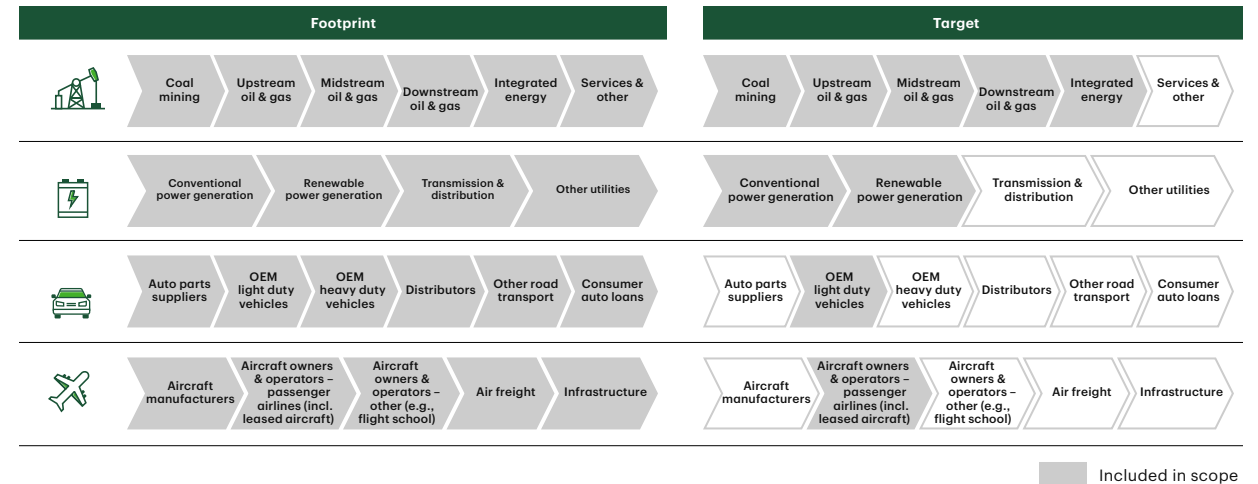 Footprint
Target
Coal
mining
Upstream
oil & gas
Midstream
oil & gas
Downstream
oil & gas
Integrated
energy
Services &
other
Coal
mining
Upstream
oil & gas
Midstream
oil & gas
Downstream
oil & gas
Integrated
energy
Services &
other
Conventional
power generation
Renewable
power generation
Transmission &
distribution
Other utilities
Conventional
power generation
Renewable
power generation
Transmission &
distribution
Other utilities
Auto parts
suppliers
OEM
light duty
vehicles
OEM
heavy duty
vehicles
Distributors
Other road
transport
Consumer
auto loans
Auto parts
suppliers
OEM
light duty
vehicles
OEM
heavy duty
vehicles
Distributors
Other road
transport
Consumer
auto loans
Aircraft
manufacturers
Aircraft owners
& operators –
passenger
airlines (incl.
leased aircraft)
Aircraft
owners &
operators –
other (e.g.,
flight school)
Air freight
Infrastructure
Aircraft
manufacturers
Aircraft owners
& operators –
passenger
airlines (incl.
leased aircraft)
Aircraft
owners &
operators –
other (e.g.,
flight school)
Air freight
Infrastructure
Included in scope